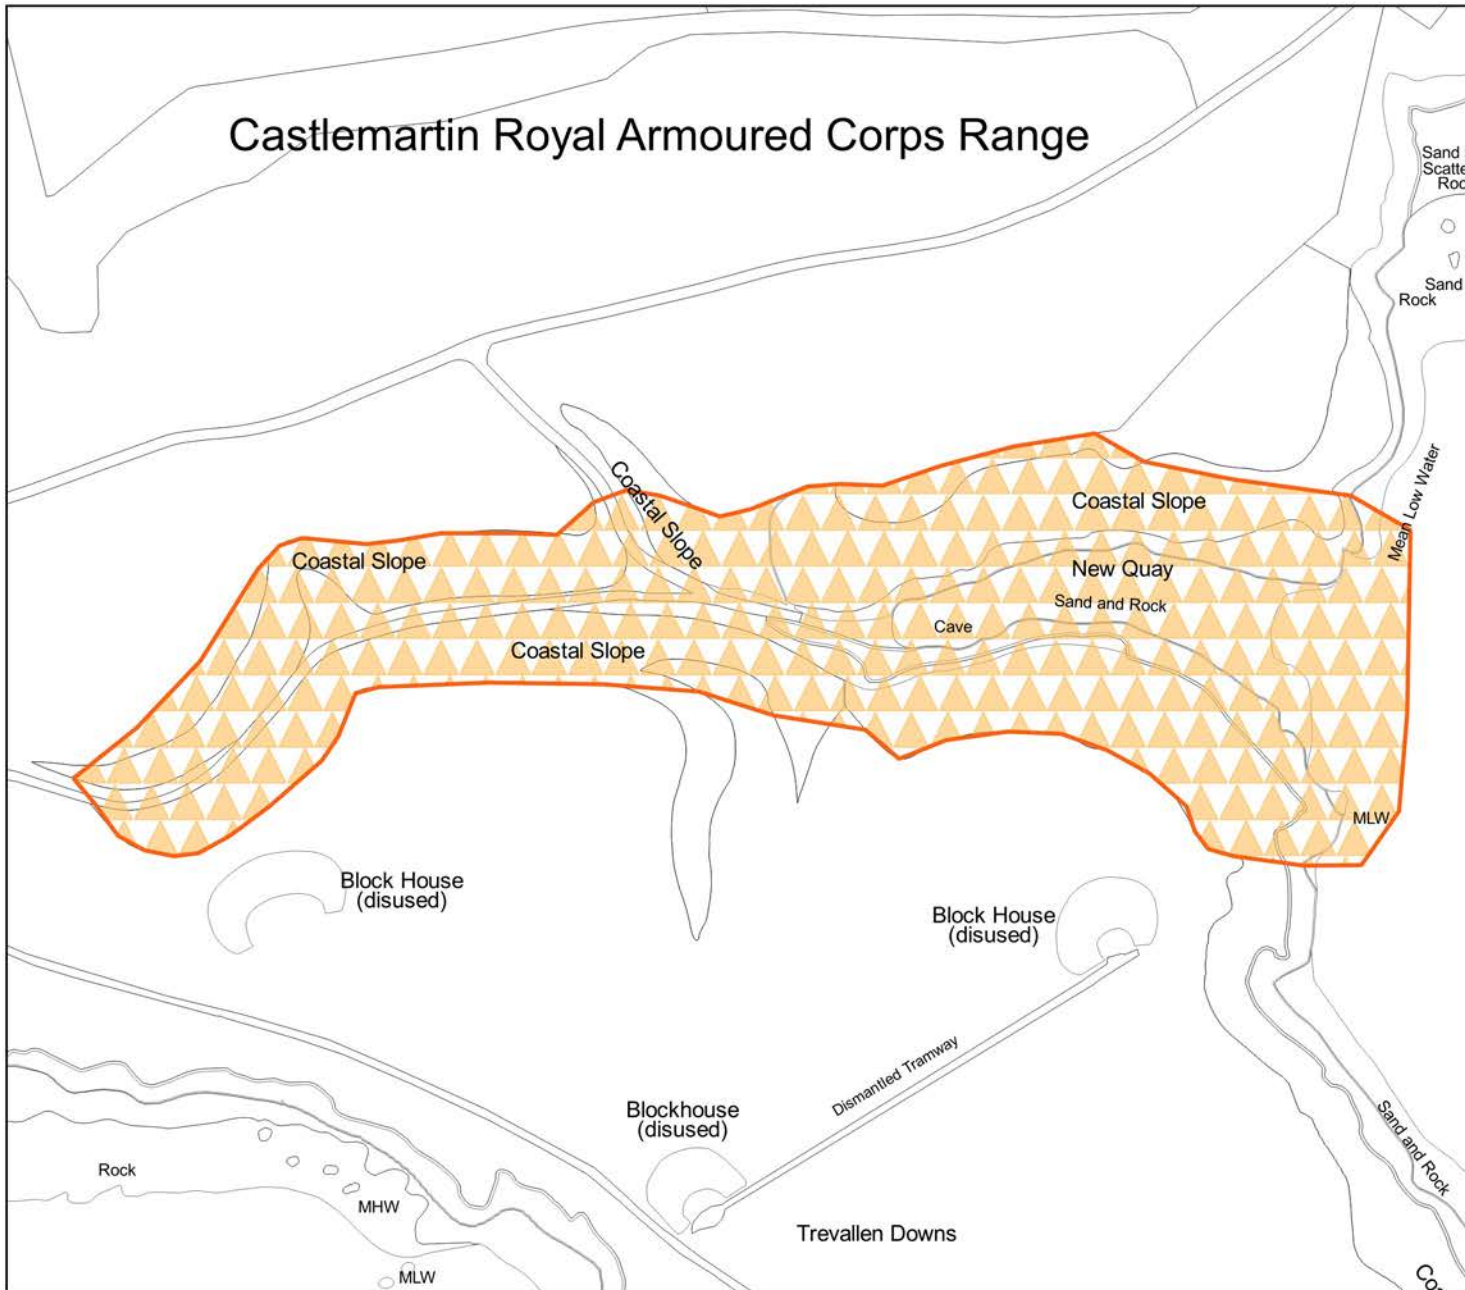 Castlemartin Royal Armoured Corps Range
Sand
Rock
Sand
Mean Low Water
Coastal Slope
Coastal Slope
Coastal Slope
New Quay
Sand and Rock
Cave
Coastal Slope
MLW
Block House
(disused)
Block House
(disused)
Dismantled Tramway
Blockhouse
(disused)
Sand and Rock
Rock
MHW
Trevallen Downs
MLW